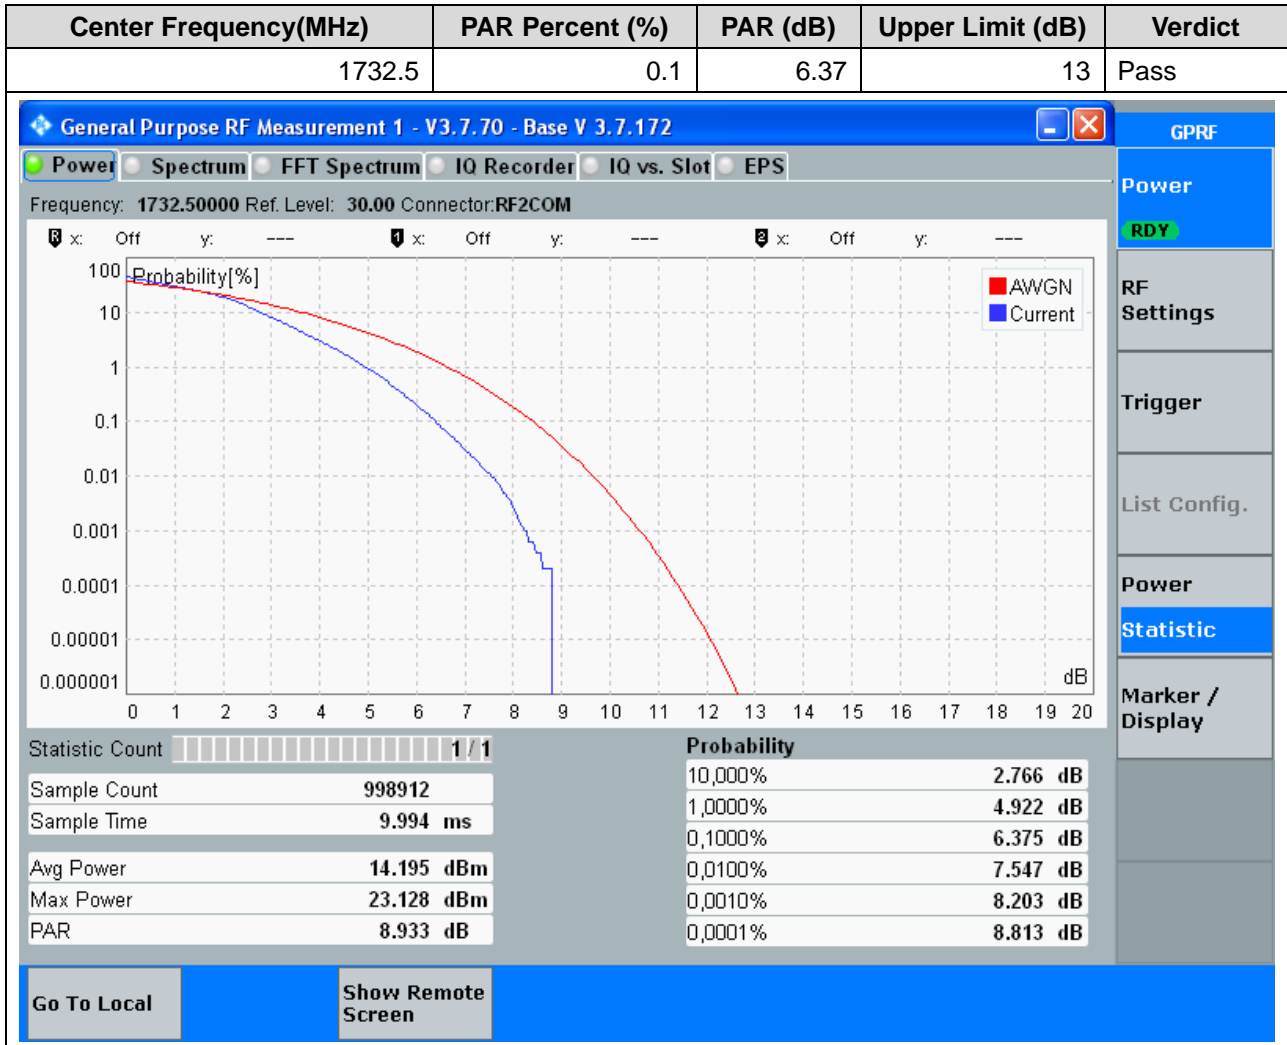 Center Frequency(MHz) PAR Percent (%) PAR (dB) Upper Limit (dB) Verdict
1732.5 0.1 6.37 13 Pass
General Purpose RF Measurement 1 - V3.7.70 - Base V 3.7.172
GPRF
Power Spectrum FFT Spectrum IQ Recorder IQ vs. Slot EPS
Power
RDY
Frequency: 1732.50000 Ref. Level: 30.00 Connector:RF2COM
R x: Off y: --- 1 x: Off y: --- 2 x: Off y: ---
Probability[%]
AWGN
Current
100
10
1
0.1
0.01
0.001
0.0001
0.00001
0.000001
dB
0 1 2 3 4 5 6 7 8 9 10 11 12 13 14 15 16 17 18 19 20
RF
Settings
Trigger
List Config.
Power
Statistic
Marker /
Display
Statistic Count 1 / 1
Sample Count 998912
Sample Time 9.994 ms
Avg Power 14.195 dBm
Max Power 23.128 dBm
PAR 8.933 dB
Probability
10,000% 2.766 dB
1,0000% 4.922 dB
0,1000% 6.375 dB
0,0100% 7.547 dB
0,0010% 8.203 dB
0,0001% 8.813 dB
Go To Local
Show Remote
Screen